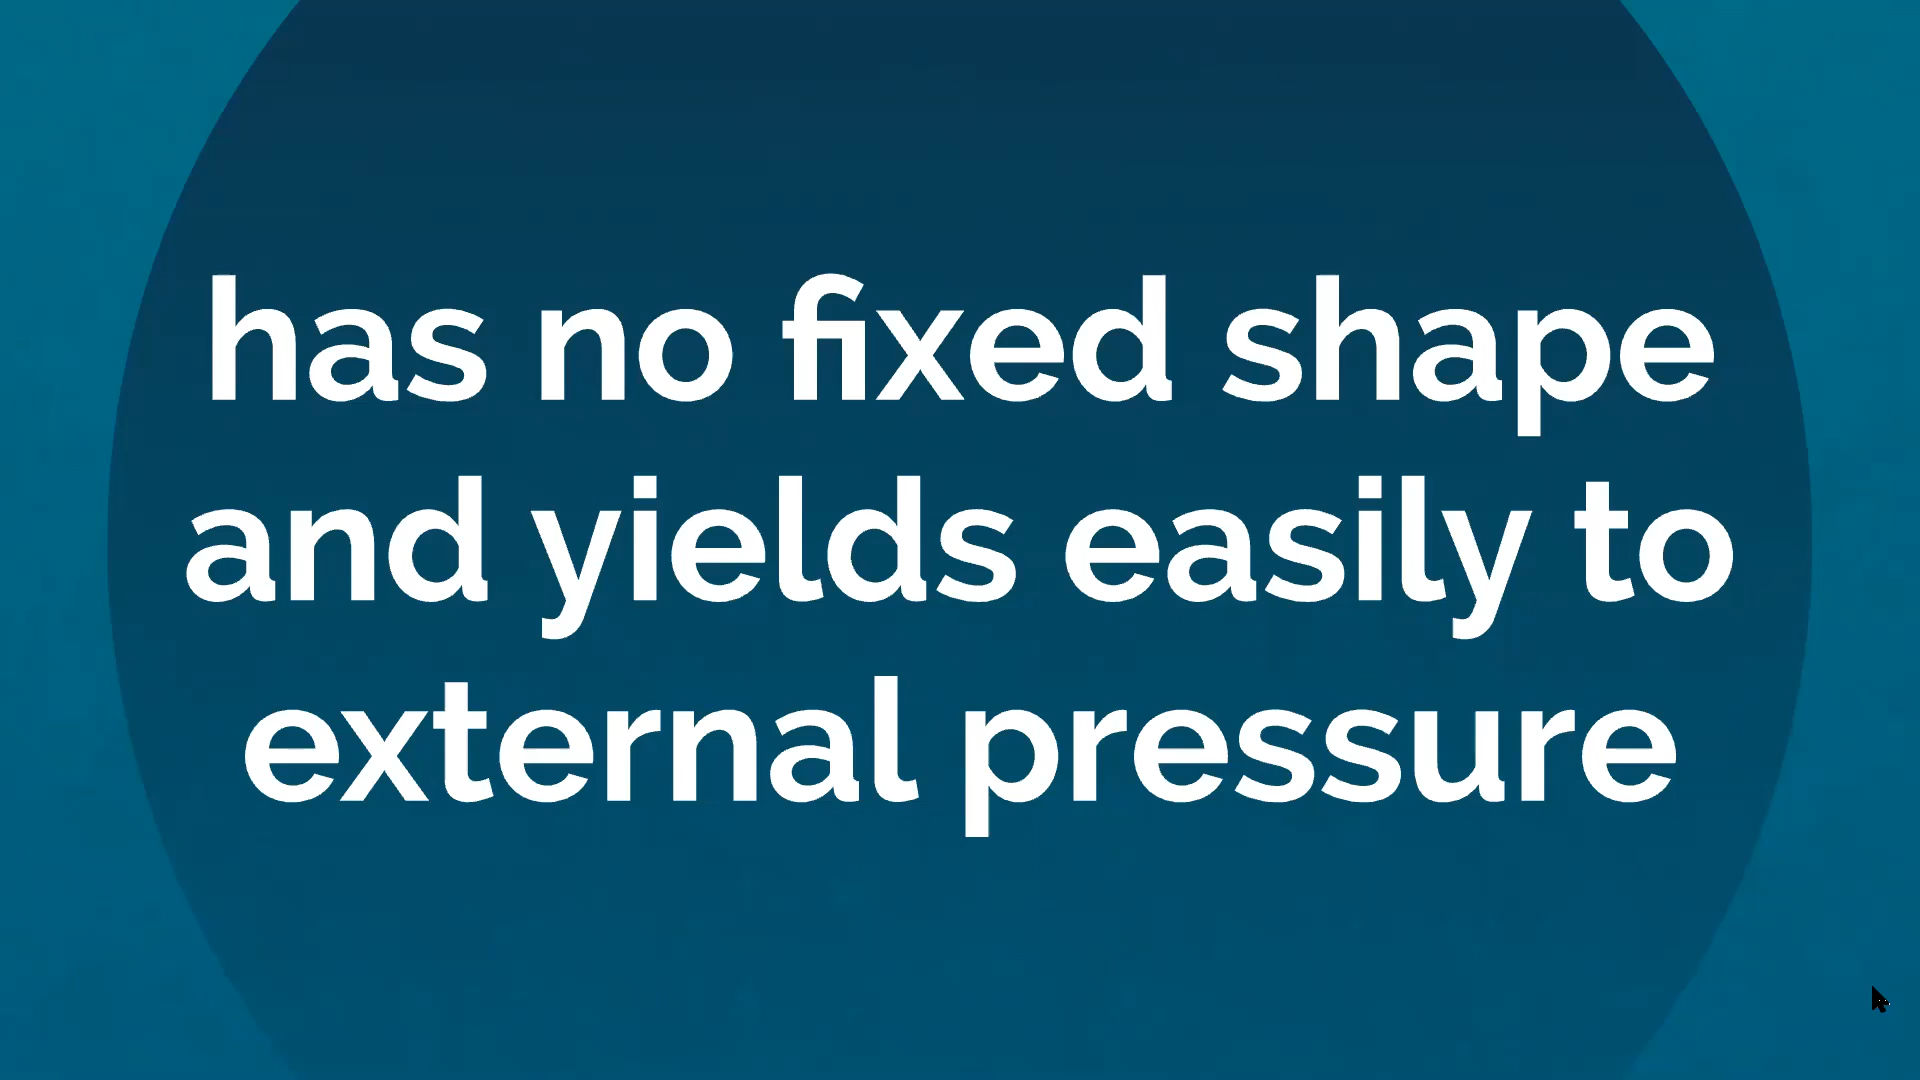 has no fixed shape
and yields easily to
external pressure